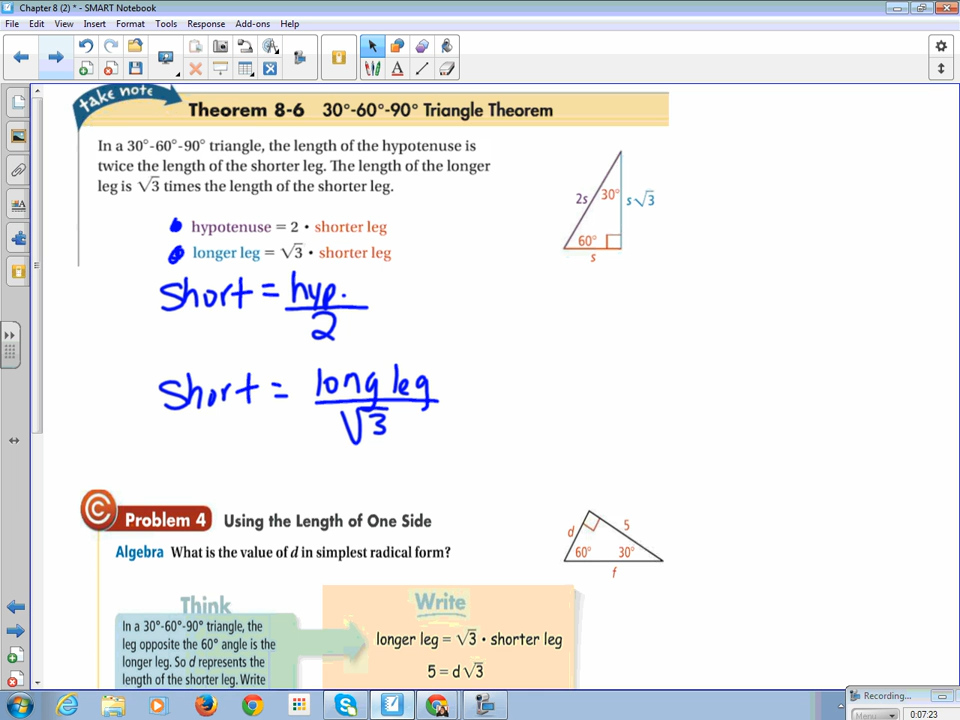 Chapter 8 (2) * - SMART Notebook
File Edit View Insert Format Tools Response Add-ons Help
take note
Theorem 8-6 30°-60°-90° Triangle Theorem
In a 30°-60°-90° triangle, the length of the hypotenuse is
twice the length of the shorter leg. The length of the longer
leg is √3 times the length of the shorter leg.
hypotenuse = 2 • shorter leg
longer leg = √3 • shorter leg
2s 30° s√3
60°
s
short = hyp.
2
short = long leg
√3
C Problem 4 Using the Length of One Side
Algebra What is the value of d in simplest radical form?
d 5
60° 30°
f
Think
In a 30°-60°-90° triangle, the
leg opposite the 60° angle is the
longer leg. So d represents the
length of the shorter leg. Write
Write
longer leg = √3 • shorter leg
5 = d√3
Recording...
Menu
0:07:23